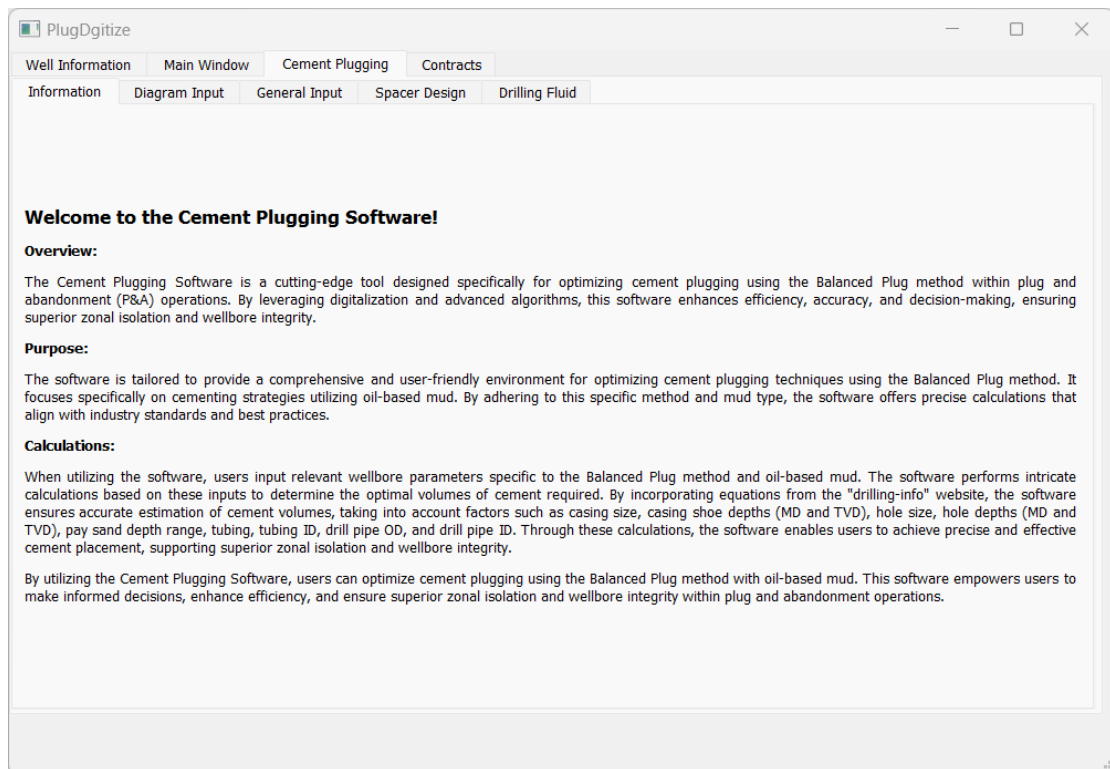 PlugDgitize
Well Information Main Window Cement Plugging Contracts
Information Diagram Input General Input Spacer Design Drilling Fluid
Welcome to the Cement Plugging Software!
Overview:
The Cement Plugging Software is a cutting-edge tool designed specifically for optimizing cement plugging using the Balanced Plug method within plug and
abandonment (P&A) operations. By leveraging digitalization and advanced algorithms, this software enhances efficiency, accuracy, and decision-making, ensuring
superior zonal isolation and wellbore integrity.
Purpose:
The software is tailored to provide a comprehensive and user-friendly environment for optimizing cement plugging techniques using the Balanced Plug method. It
focuses specifically on cementing strategies utilizing oil-based mud. By adhering to this specific method and mud type, the software offers precise calculations that
align with industry standards and best practices.
Calculations:
When utilizing the software, users input relevant wellbore parameters specific to the Balanced Plug method and oil-based mud. The software performs intricate
calculations based on these inputs to determine the optimal volumes of cement required. By incorporating equations from the "drilling-info" website, the software
ensures accurate estimation of cement volumes, taking into account factors such as casing size, casing shoe depths (MD and TVD), hole size, hole depths (MD and
TVD), pay sand depth range, tubing, tubing ID, drill pipe OD, and drill pipe ID. Through these calculations, the software enables users to achieve precise and effective
cement placement, supporting superior zonal isolation and wellbore integrity.
By utilizing the Cement Plugging Software, users can optimize cement plugging using the Balanced Plug method with oil-based mud. This software empowers users to
make informed decisions, enhance efficiency, and ensure superior zonal isolation and wellbore integrity within plug and abandonment operations.